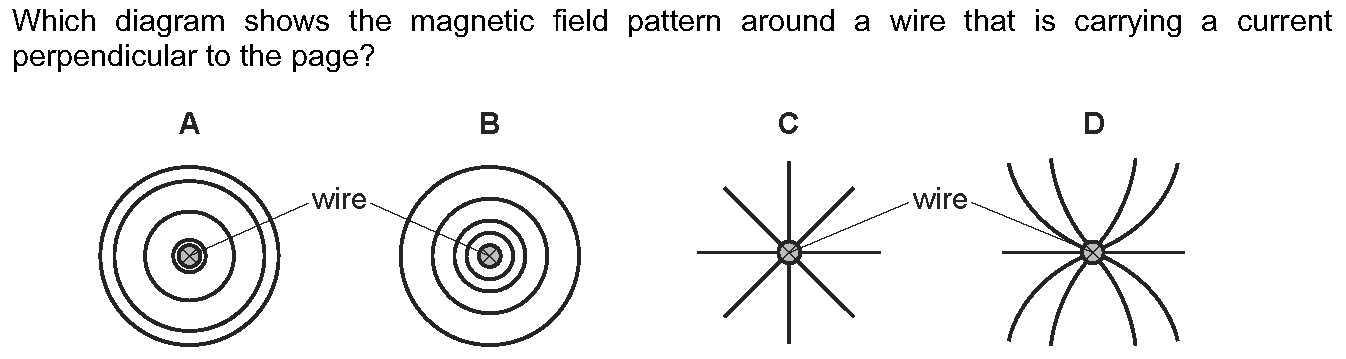 Which diagram shows the magnetic field pattern around a wire that is carrying a current
perpendicular to the page?
A B C D
wire wire